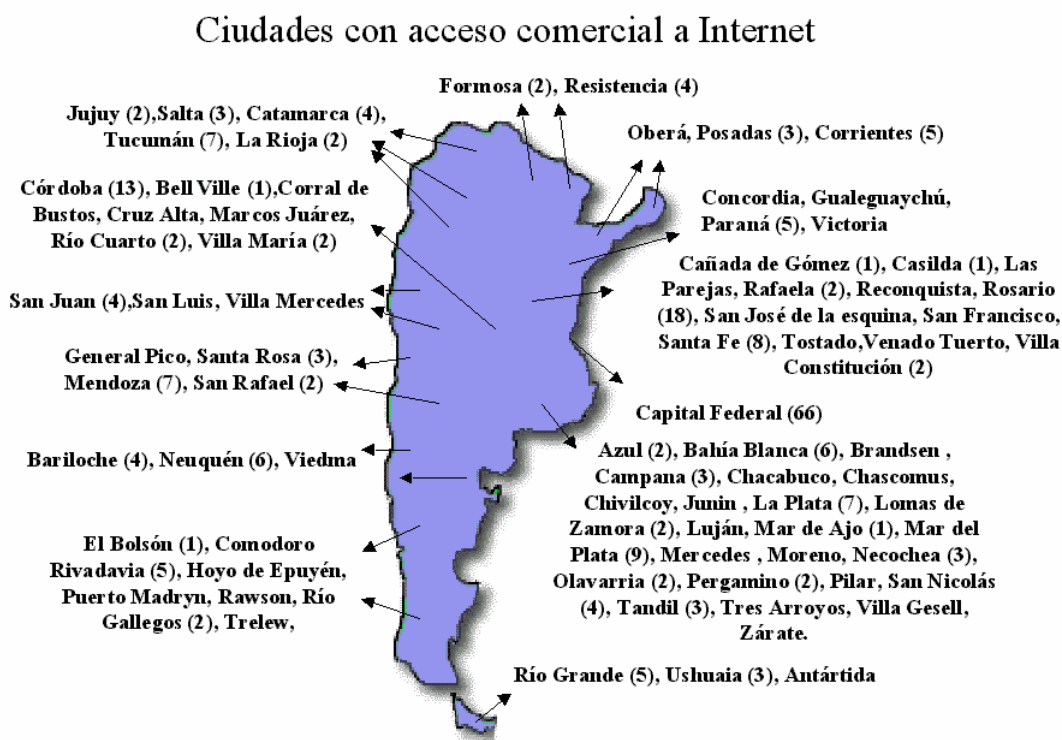 Ciudades con acceso comercial a Internet
Formosa (2), Resistencia (4)
Jujuy (2),Salta (3), Catamarca (4),
Tucumán (7), La Rioja (2)
Oberá, Posadas (3), Corrientes (5)
Córdoba (13), Bell Ville (1),Corral de
Bustos, Cruz Alta, Marcos Juárez,
Río Cuarto (2), Villa María (2)
Concordia, Gualeguaychú,
Paraná (5), Victoria
Cañada de Gómez (1), Casilda (1), Las
Parejas, Rafaela (2), Reconquista, Rosario
(18), San José de la esquina, San Francisco,
Santa Fe (8), Tostado,Venado Tuerto, Villa
Constitución (2)
San Juan (4),San Luis, Villa Mercedes
General Pico, Santa Rosa (3),
Mendoza (7), San Rafael (2)
Capital Federal (66)
Bariloche (4), Neuquén (6), Viedma
Azul (2), Bahía Blanca (6), Brandsen ,
Campana (3), Chacabuco, Chascomus,
Chivilcoy, Junin , La Plata (7), Lomas de
Zamora (2), Luján, Mar de Ajo (1), Mar del
Plata (9), Mercedes , Moreno, Necochea (3),
Olavarria (2), Pergamino (2), Pilar, San Nicolás
(4), Tandil (3), Tres Arroyos, Villa Gesell,
Zárate.
El Bolsón (1), Comodoro
Rivadavia (5), Hoyo de Epuyén,
Puerto Madryn, Rawson, Río
Gallegos (2), Trelew,
Río Grande (5), Ushuaia (3), Antártida